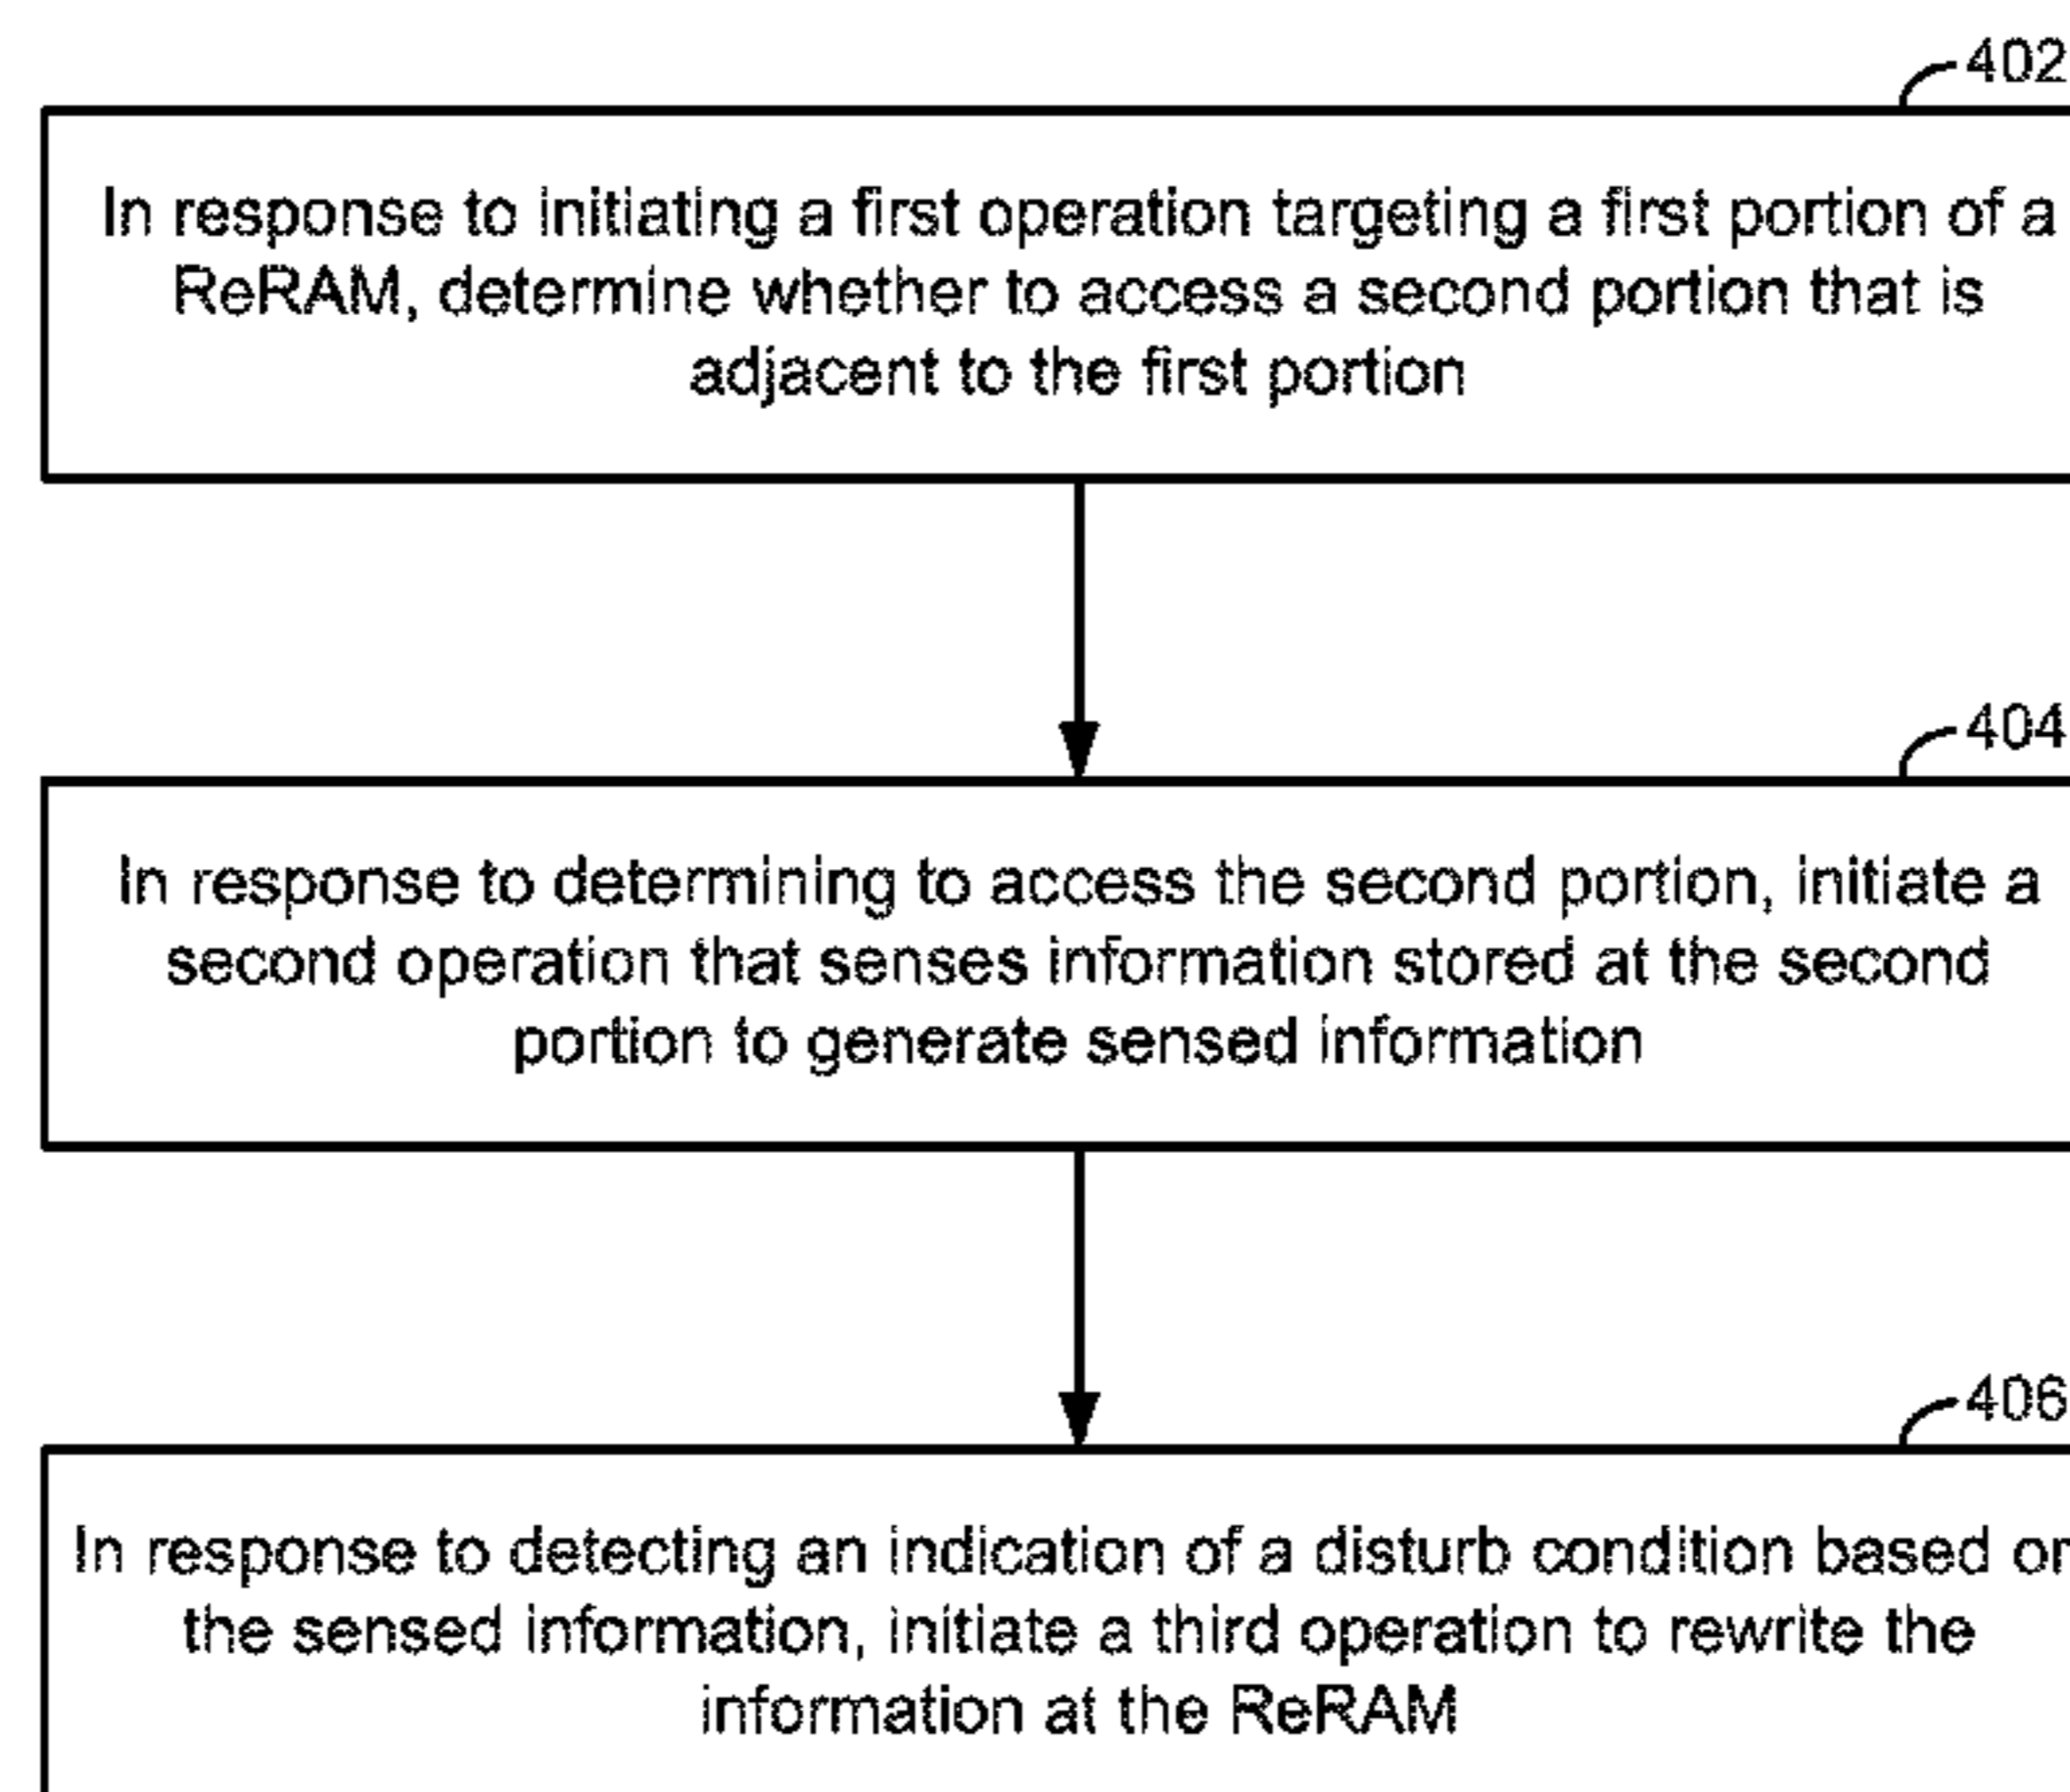 402
In response to initiating a first operation targeting a first portion of a
ReRAM, determine whether to access a second portion that is
adjacent to the first portion
404
In response to determining to access the second portion, initiate a
second operation that senses information stored at the second
portion to generate sensed information
406
In response to detecting an indication of a disturb condition based on
the sensed information, initiate a third operation to rewrite the
information at the ReRAM